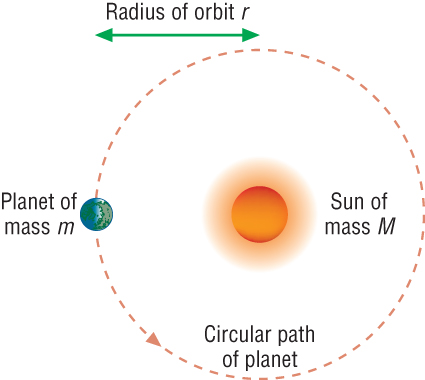 Radius of orbit r
Planet of
mass m
Sun of
mass M
Circular path
of planet